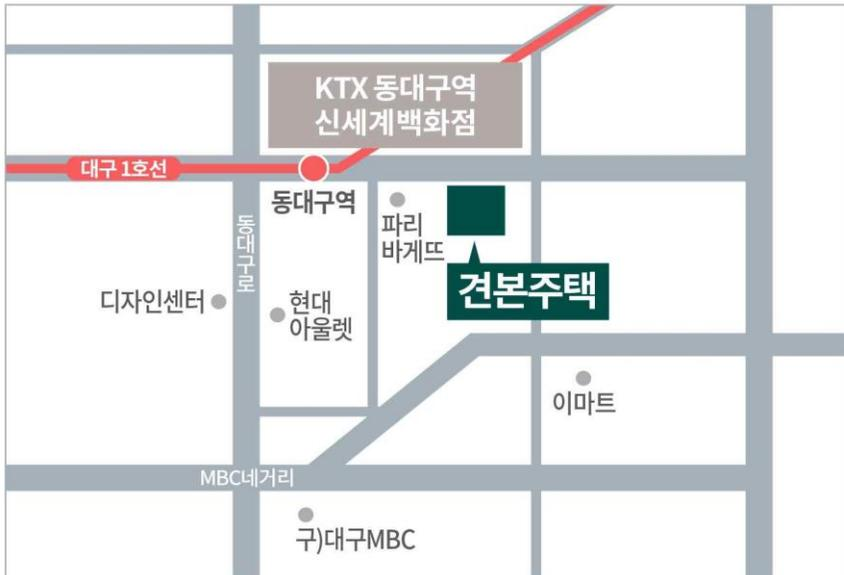 KTX 동대구역
신세계백화점
대구 1호선
동대구역
파리
바게뜨
동대구로
견본주택
디자인센터
현대
아울렛
이마트
MBC네거리
구)대구MBC